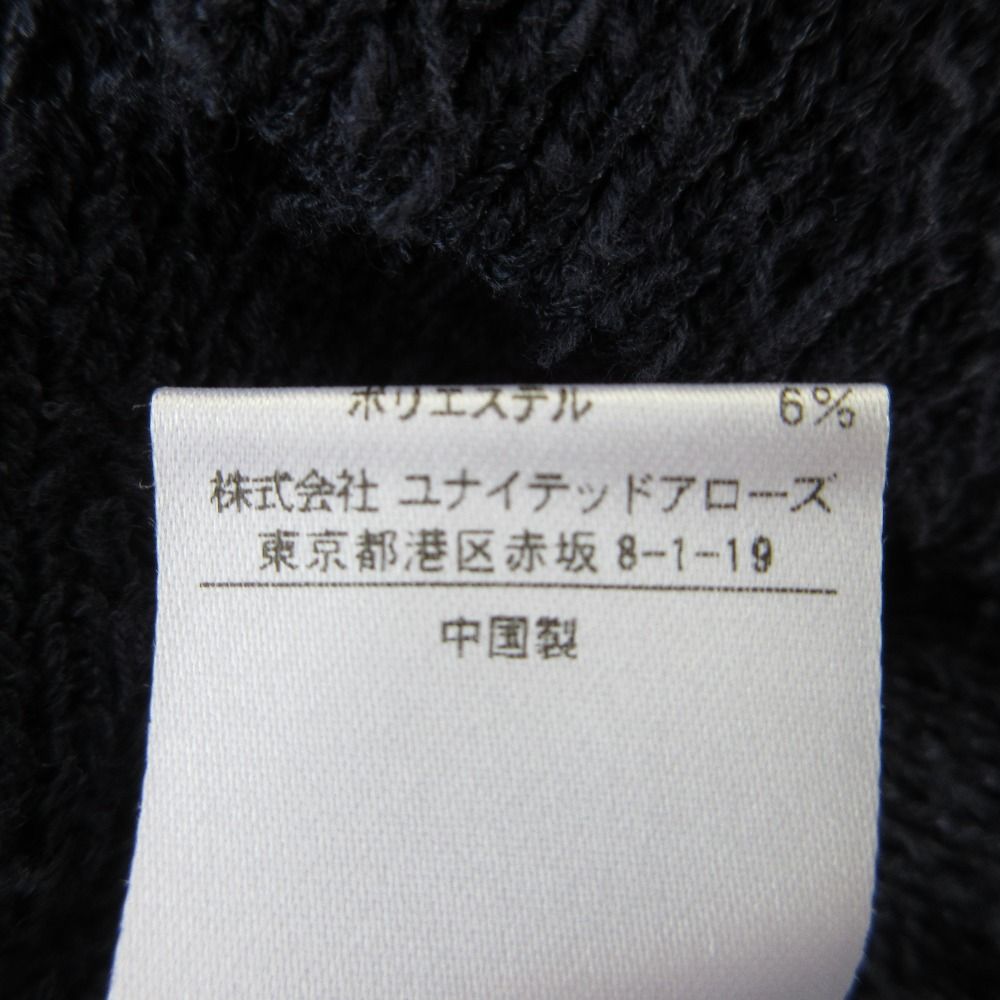 ポリエステル 6%
株式会社 ユナイテッドアローズ
東京都港区赤坂8-1-19
中国製